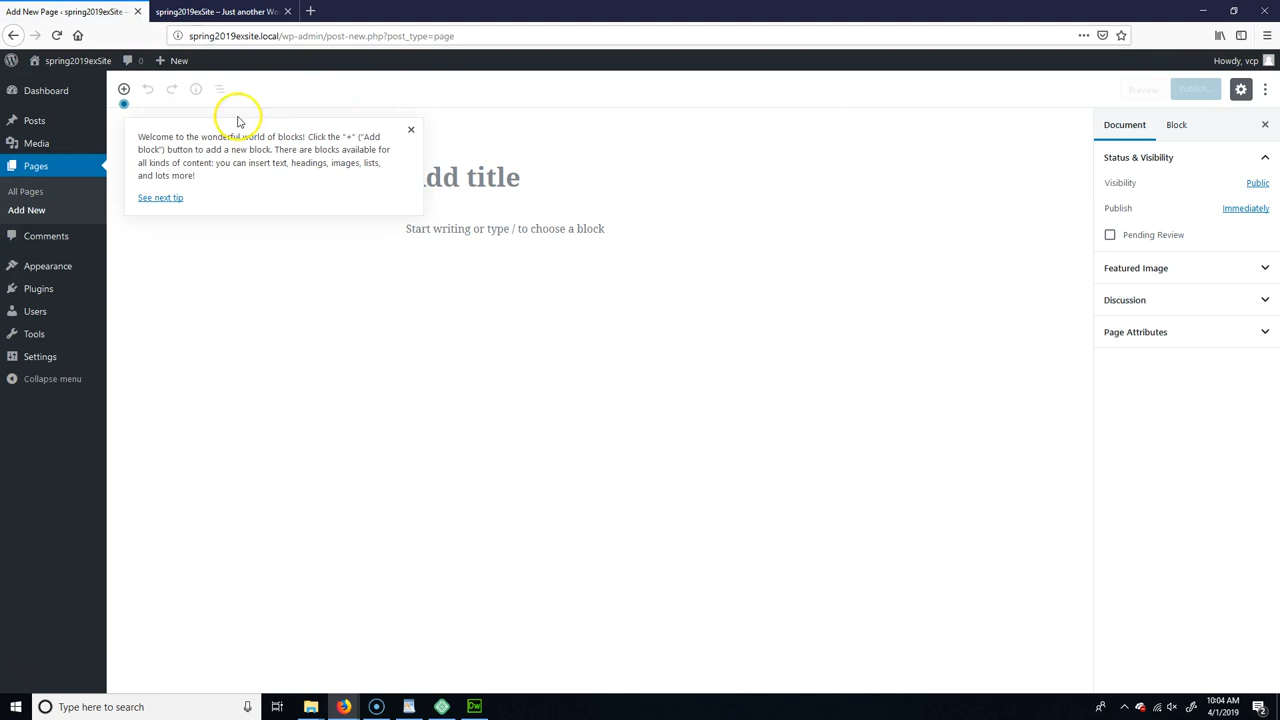 Add New Page ‹ spring2019exSite —
spring2019exSite – Just another Wo
spring2019exsite.local/wp-admin/post-new.php?post_type=page
spring2019exSite
0
New
Howdy, vcp
Dashboard
Posts
Media
Pages
All Pages
Add New
Comments
Appearance
Plugins
Users
Tools
Settings
Collapse menu
Preview
Publish...
Welcome to the wonderful world of blocks! Click the “+” (“Add
block”) button to add a new block. There are blocks available for
all kinds of content: you can insert text, headings, images, lists,
and lots more!
See next tip
dd title
Start writing or type / to choose a block
Document
Block
Status & Visibility
Visibility
Public
Publish
Immediately
Pending Review
Featured Image
Discussion
Page Attributes
Type here to search
Dw
10:04 AM
4/1/2019
2